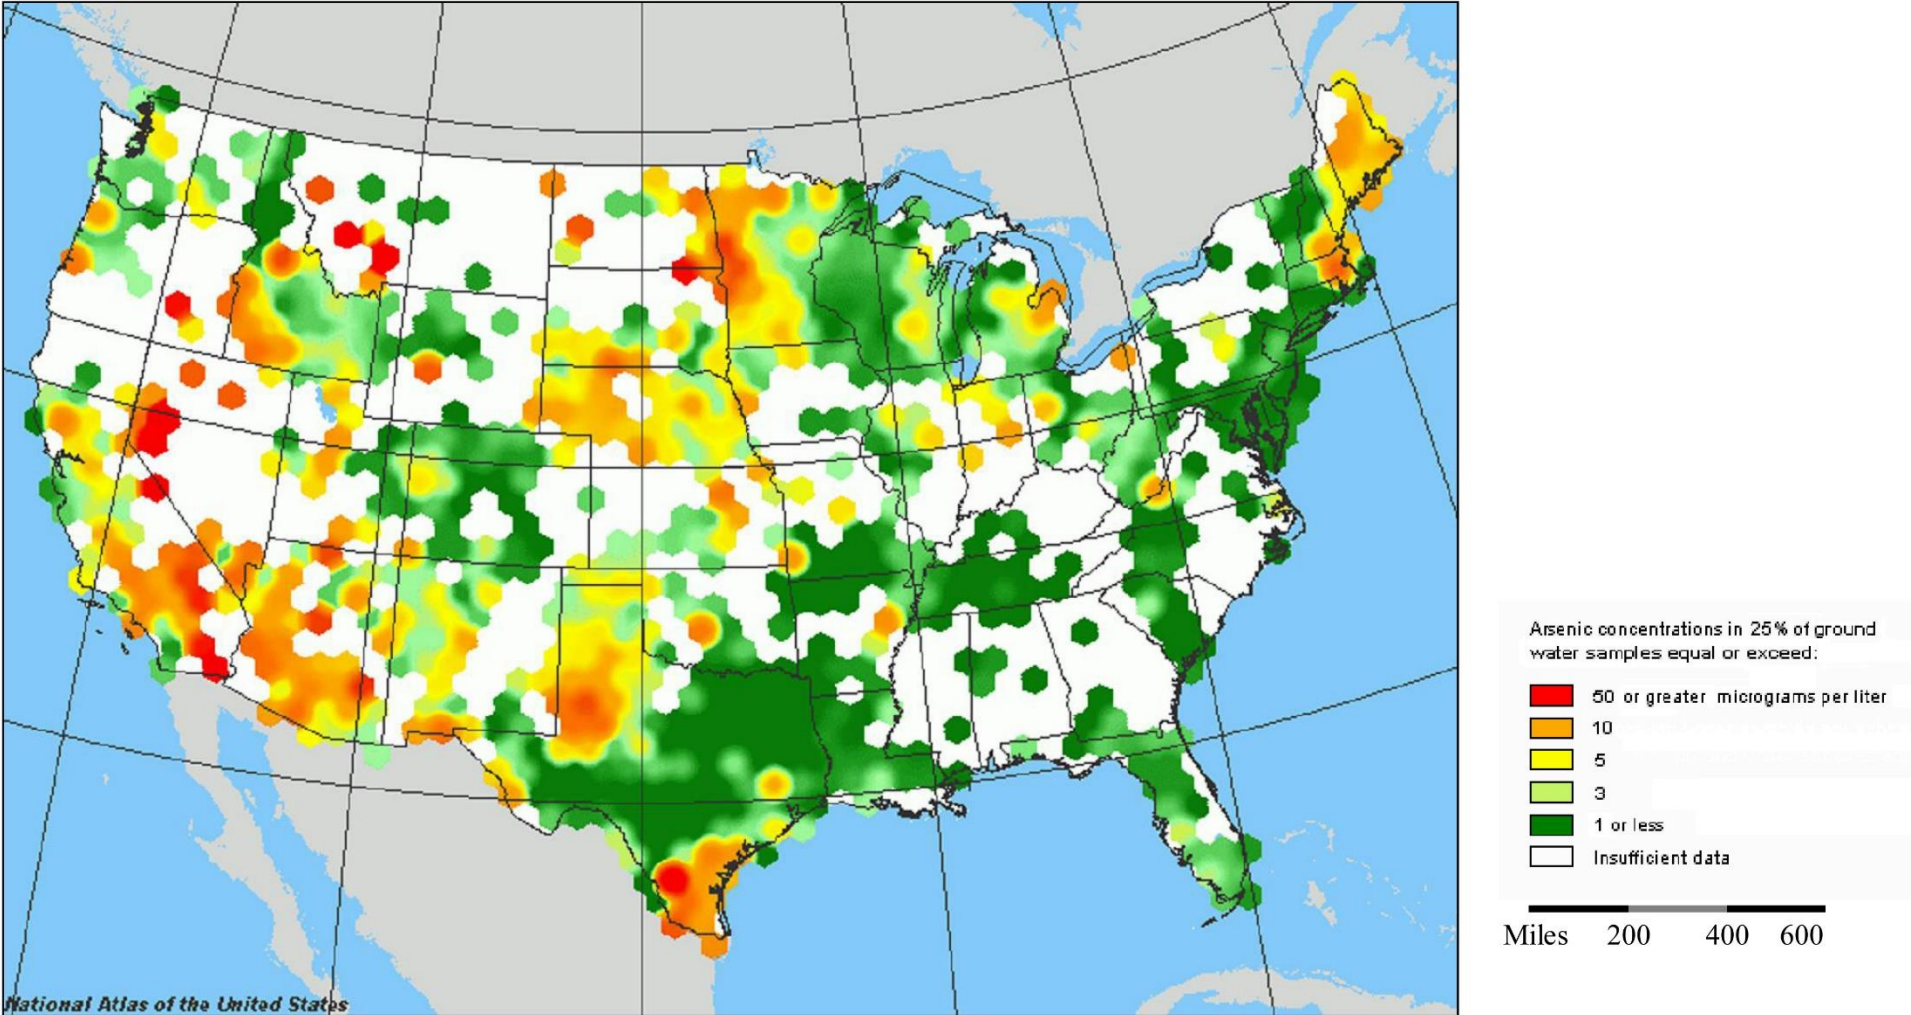 Arsenic concentrations in 25% of ground
water samples equal or exceed:
50 or greater micrograms per liter
10
5
3
1 or less
Insufficient data
Miles 200 400 600
National Atlas of the United States